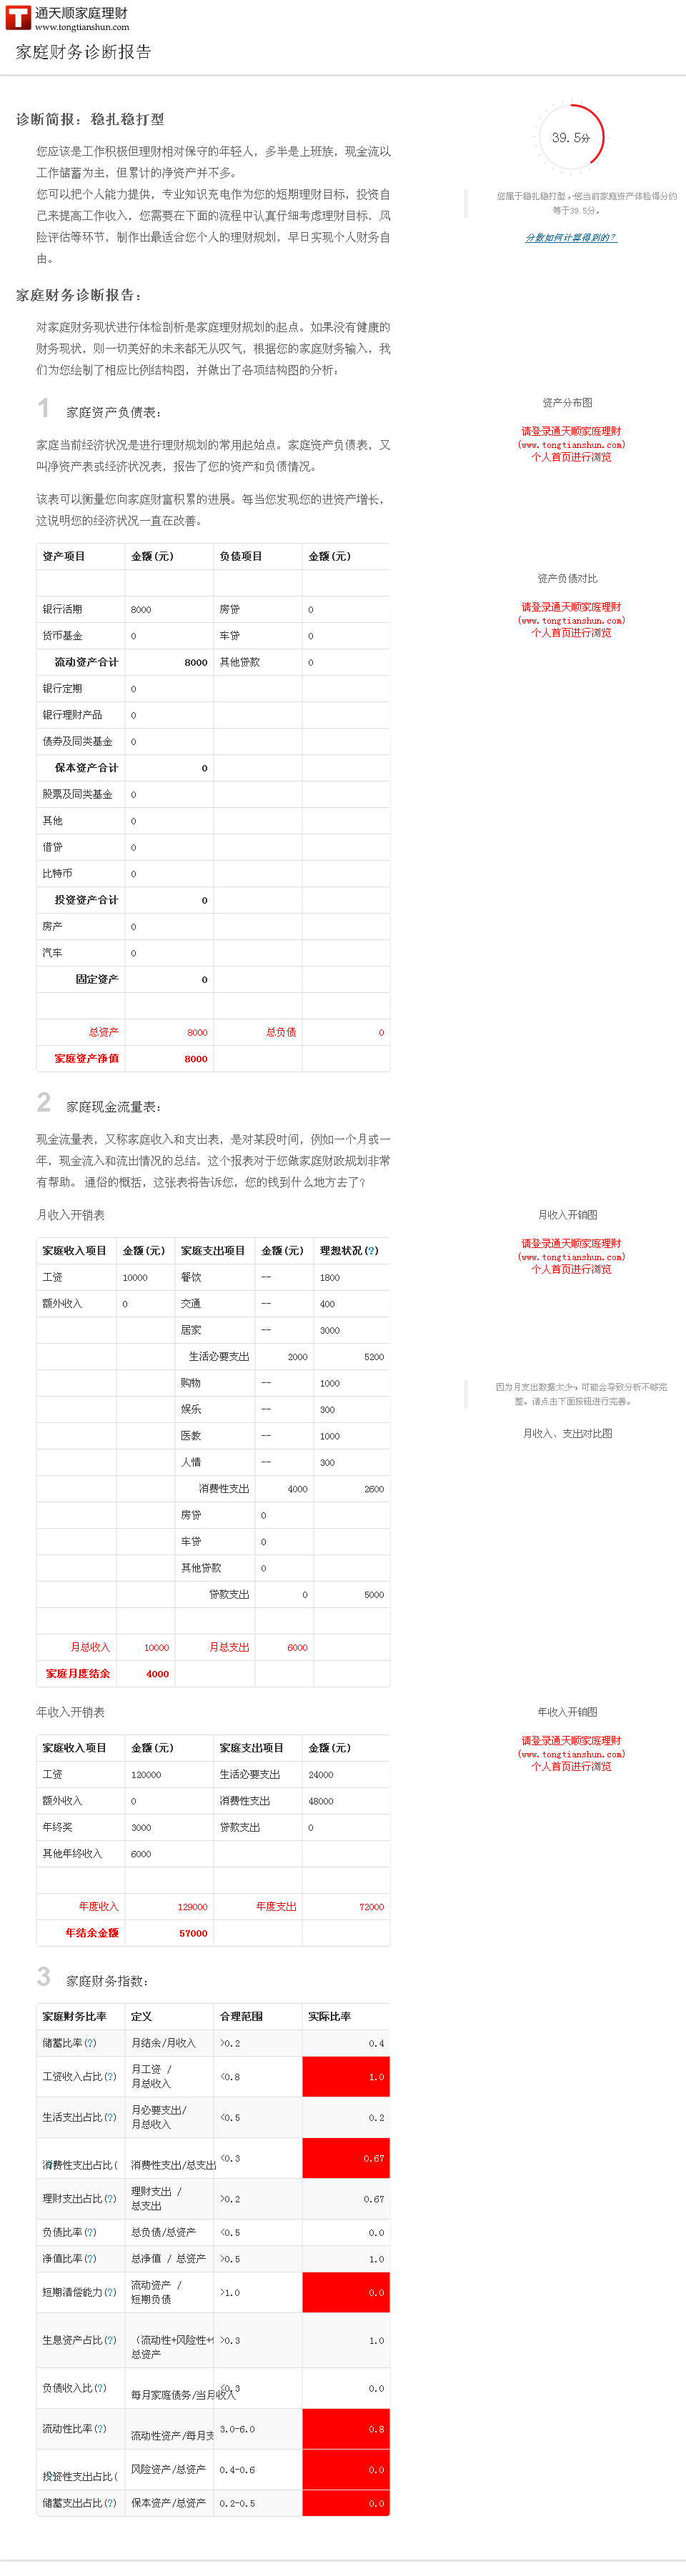 通天顺家庭理财
www.tongtianshun.com
家庭财务诊断报告
诊断简报：稳扎稳打型
您应该是工作积极但理财相对保守的年轻人，多半是上班族，现金流以
工作储蓄为主，但累计的净资产并不多。
您可以把个人能力提供，专业知识充电作为您的短期理财目标，投资自
己来提高工作收入，您需要在下面的流程中认真仔细考虑理财目标、风
险评估等环节，制作出最适合您个人的理财规划，早日实现个人财务自
由。
39.5分
您属于稳扎稳打型，您当前家庭资产体检得分约
等于39.5分。
分数如何计算得到的？
家庭财务诊断报告：
对家庭财务现状进行体检剖析是家庭理财规划的起点。如果没有健康的
财务现状，则一切美好的未来都无从叹气，根据您的家庭财务输入，我
们为您绘制了相应比例结构图，并做出了各项结构图的分析：
1 家庭资产负债表：
家庭当前经济状况是进行理财规划的常用起始点。家庭资产负债表，又
叫净资产表或经济状况表，报告了您的资产和负债情况。
该表可以衡量您向家庭财富积累的进展。每当您发现您的进资产增长，
这说明您的经济状况一直在改善。
资产分布图
请登录通天顺家庭理财
(www.tongtianshun.com)
个人首页进行浏览
资产项目 金额(元) 负债项目 金额(元)
银行活期 8000 房贷 0
货币基金 0 车贷 0
流动资产合计 8000 其他贷款 0
银行定期 0
银行理财产品 0
债券及同类基金 0
保本资产合计 0
股票及同类基金 0
其他 0
借贷 0
比特币 0
投资资产合计 0
房产 0
汽车 0
固定资产 0
总资产 8000 总负债 0
家庭资产净值 8000
资产负债对比
请登录通天顺家庭理财
(www.tongtianshun.com)
个人首页进行浏览
2 家庭现金流量表：
现金流量表，又称家庭收入和支出表，是对某段时间，例如一个月或一
年，现金流入和流出情况的总结。这个报表对于您做家庭财政规划非常
有帮助。 通俗的概括，这张表将告诉您，您的钱到什么地方去了?
月收入开销表
家庭收入项目 金额(元) 家庭支出项目 金额(元) 理想状况(?)
工资 10000 餐饮 -- 1800
额外收入 0 交通 -- 400
居家 -- 3000
生活必要支出 2000 5200
购物 -- 1000
娱乐 -- 300
医教 -- 1000
人情 -- 300
消费性支出 4000 2600
房贷 0
车贷 0
其他贷款 0
贷款支出 0 5000
月总收入 10000 月总支出 6000
家庭月度结余 4000
月收入开销图
请登录通天顺家庭理财
(www.tongtianshun.com)
个人首页进行浏览
因为月支出数据太少，可能会导致分析不够完
整。请点击下面按钮进行完善。
月收入、支出对比图
年收入开销表
家庭收入项目 金额(元) 家庭支出项目 金额(元)
工资 120000 生活必要支出 24000
额外收入 0 消费性支出 48000
年终奖 3000 贷款支出 0
其他年终收入 6000
年度收入 129000 年度支出 72000
年结余金额 57000
年收入开销图
请登录通天顺家庭理财
(www.tongtianshun.com)
个人首页进行浏览
3 家庭财务指数：
家庭财务比率 定义 合理范围 实际比率
储蓄比率(?) 月结余/月收入 >0.2 0.4
工资收入占比(?) 月工资 /
月总收入 <0.8 1.0
生活支出占比(?) 月必要支出/
月总收入 <0.5 0.2
消费性支出占比( 消费性支出/总支出 <0.3 0.67
理财支出占比(?) 理财支出 /
总支出 >0.2 0.67
负债比率(?) 总负债/总资产 <0.5 0.0
净值比率(?) 总净值 / 总资产 >0.5 1.0
短期清偿能力(?) 流动资产 /
短期负债 >1.0 0.0
生息资产占比(?) （流动性+风险性+
总资产 >0.3 1.0
负债收入比(?) 每月家庭债务/当月收入 <0.3 0.0
流动性比率(?) 流动性资产/每月支 3.0-6.0 0.8
投资性支出占比( 风险资产/总资产 0.4-0.6 0.0
储蓄支出占比(?) 保本资产/总资产 0.2-0.5 0.0